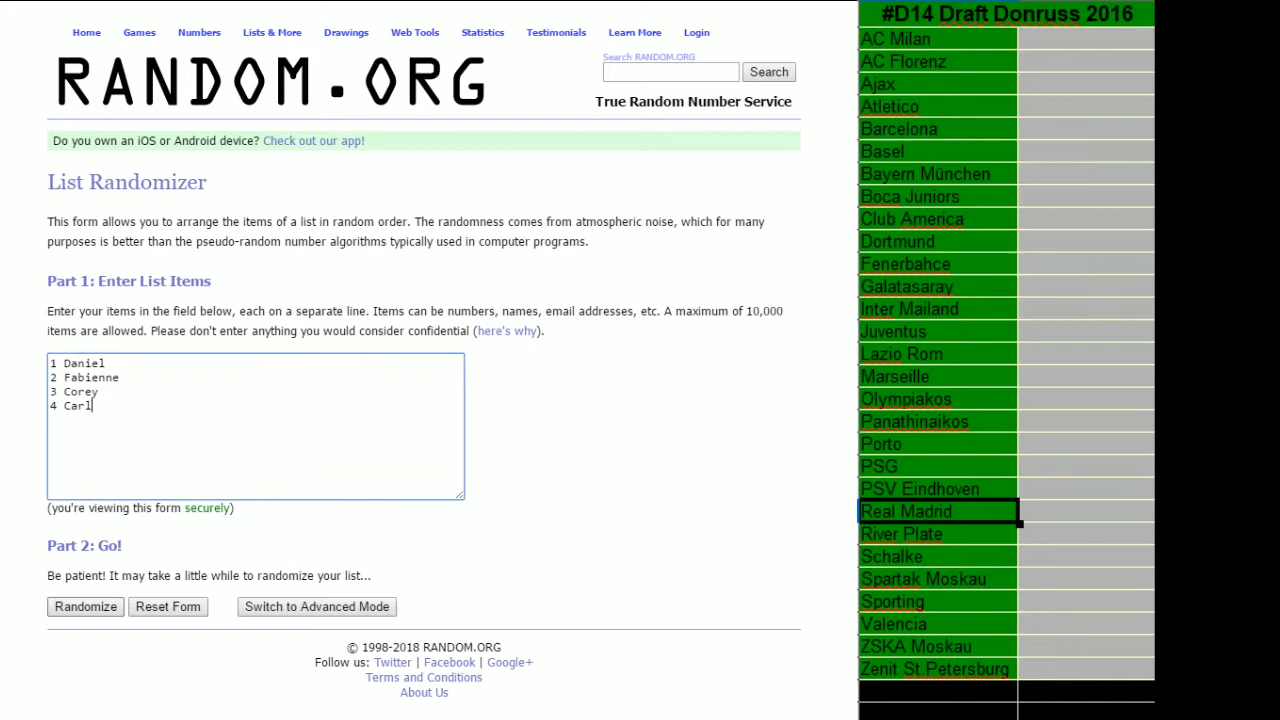 Home Games Numbers Lists & More Drawings Web Tools Statistics Testimonials Learn More Login
RANDOM.ORG
Search RANDOM.ORG
Search
True Random Number Service
Do you own an iOS or Android device? Check out our app!
List Randomizer
This form allows you to arrange the items of a list in random order. The randomness comes from atmospheric noise, which for many
purposes is better than the pseudo-random number algorithms typically used in computer programs.
Part 1: Enter List Items
Enter your items in the field below, each on a separate line. Items can be numbers, names, email addresses, etc. A maximum of 10,000
items are allowed. Please don't enter anything you would consider confidential (here's why).
1 Daniel
2 Fabienne
3 Corey
4 Carl
(you're viewing this form securely)
Part 2: Go!
Be patient! It may take a little while to randomize your list...
Randomize Reset Form Switch to Advanced Mode
© 1998-2018 RANDOM.ORG
Follow us: Twitter | Facebook | Google+
Terms and Conditions
About Us
#D14 Draft Donruss 2016
AC Milan
AC Florenz
Ajax
Atletico
Barcelona
Basel
Bayern München
Boca Juniors
Club America
Dortmund
Fenerbahce
Galatasaray
Inter Mailand
Juventus
Lazio Rom
Marseille
Olympiakos
Panathinaikos
Porto
PSG
PSV Eindhoven
Real Madrid
River Plate
Schalke
Spartak Moskau
Sporting
Valencia
ZSKA Moskau
Zenit St.Petersburg